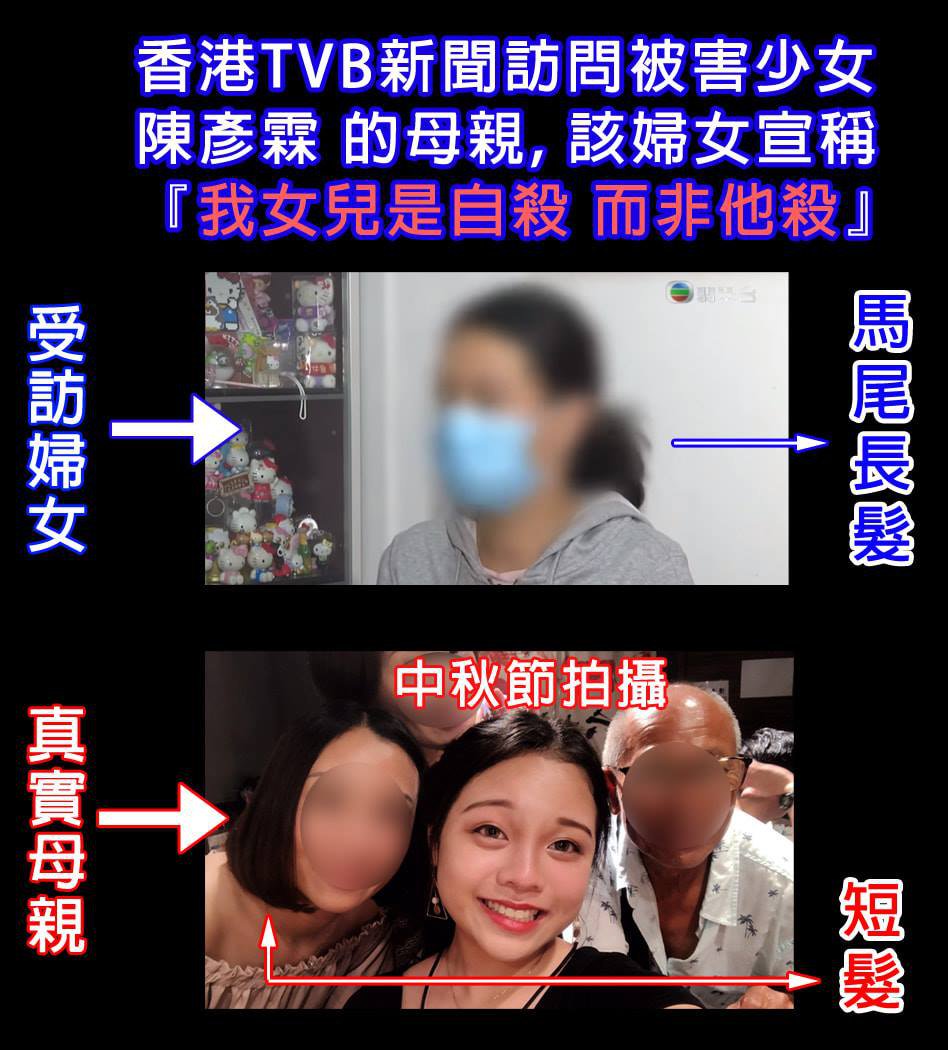 香港TVB新聞訪問被害少女
陳彥霖 的母親, 該婦女宣稱
『我女兒是自殺 而非他殺』
受訪婦女
馬尾長髮
中秋節拍攝
真實母親
短髮